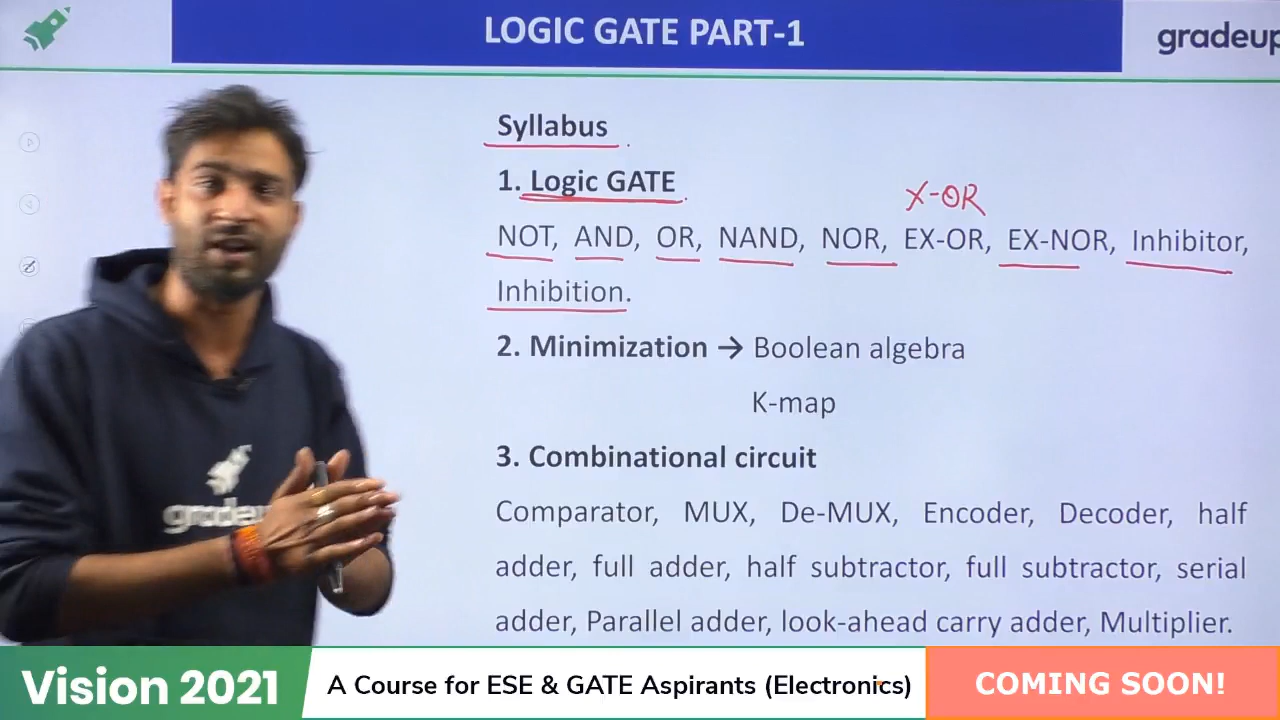 LOGIC GATE PART-1
gradeup
Syllabus
1. Logic GATE
X-OR
NOT, AND, OR, NAND, NOR, EX-OR, EX-NOR, Inhibitor,
Inhibition.
2. Minimization → Boolean algebra
K-map
3. Combinational circuit
Comparator, MUX, De-MUX, Encoder, Decoder, half
adder, full adder, half subtractor, full subtractor, serial
adder, Parallel adder, look-ahead carry adder, Multiplier.
gradeup
Vision 2021
A Course for ESE & GATE Aspirants (Electronics)
COMING SOON!